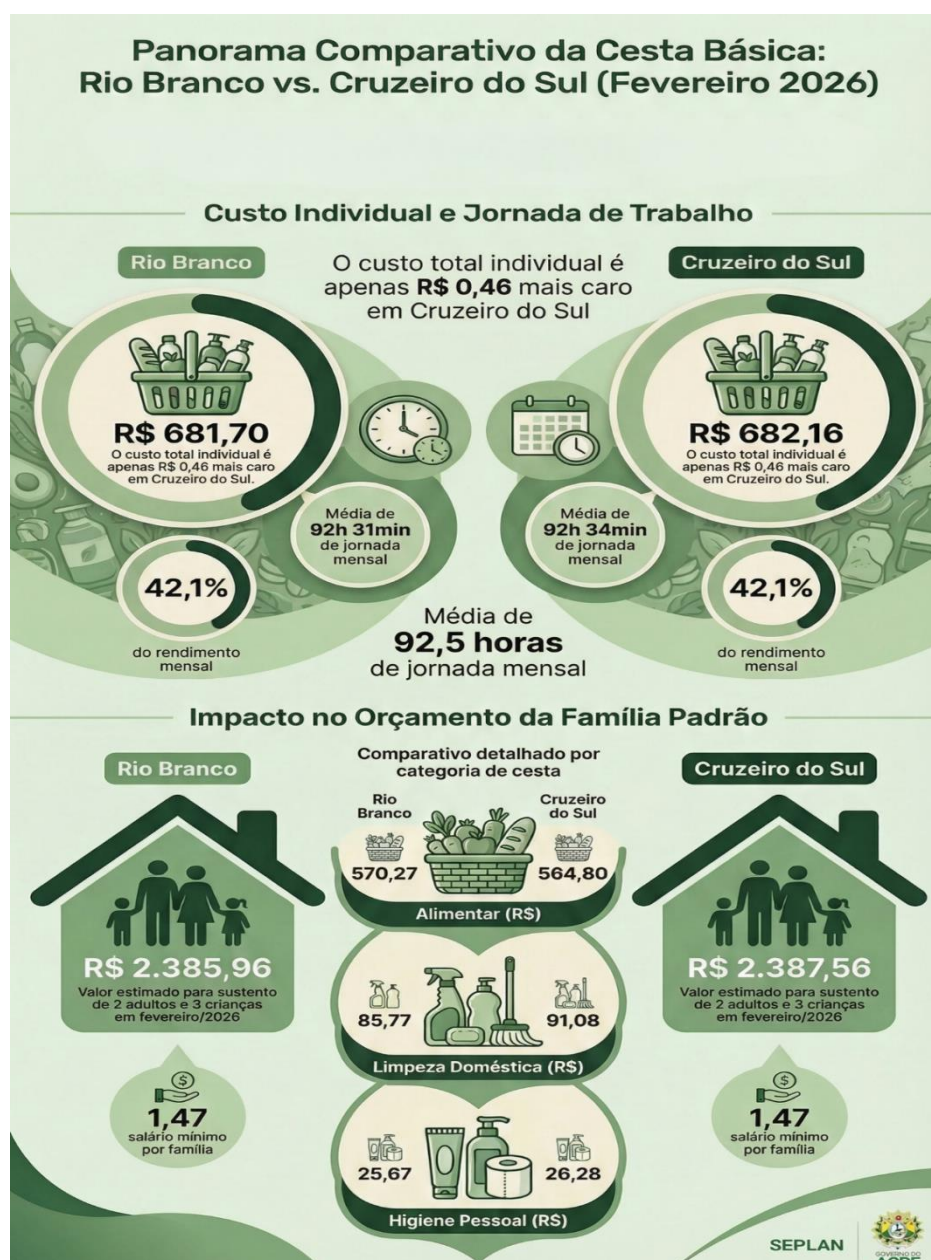 Panorama Comparativo da Cesta Básica:
Rio Branco vs. Cruzeiro do Sul (Fevereiro 2026)
Custo Individual e Jornada de Trabalho
Rio Branco
O custo total individual é
apenas R$ 0,46 mais caro
em Cruzeiro do Sul
Cruzeiro do Sul
R$ 681,70
O custo total individual é
apenas R$ 0,46 mais caro
em Cruzeiro do Sul.
R$ 682,16
O custo total individual é
apenas R$ 0,46 mais caro
em Cruzeiro do Sul.
Média de
92h 31min
de jornada
mensal
Média de
92h 34min
de jornada
mensal
42,1%
do rendimento
mensal
Média de
92,5 horas
de jornada mensal
42,1%
do rendimento
mensal
Impacto no Orçamento da Família Padrão
Rio Branco
Comparativo detalhado por
categoria de cesta
Cruzeiro do Sul
Rio
Branco
Cruzeiro
do Sul
570,27
564,80
Alimentar (R$)
R$ 2.385,96
Valor estimado para sustento
de 2 adultos e 3 crianças
em fevereiro/2026
R$ 2.387,56
Valor estimado para sustento
de 2 adultos e 3 crianças
em fevereiro/2026
85,77
91,08
Limpeza Doméstica (R$)
$
1,47
salário mínimo
por família
$
1,47
salário mínimo
por família
25,67
26,28
Higiene Pessoal (R$)
SEPLAN
GOVERNO DO
ACRE